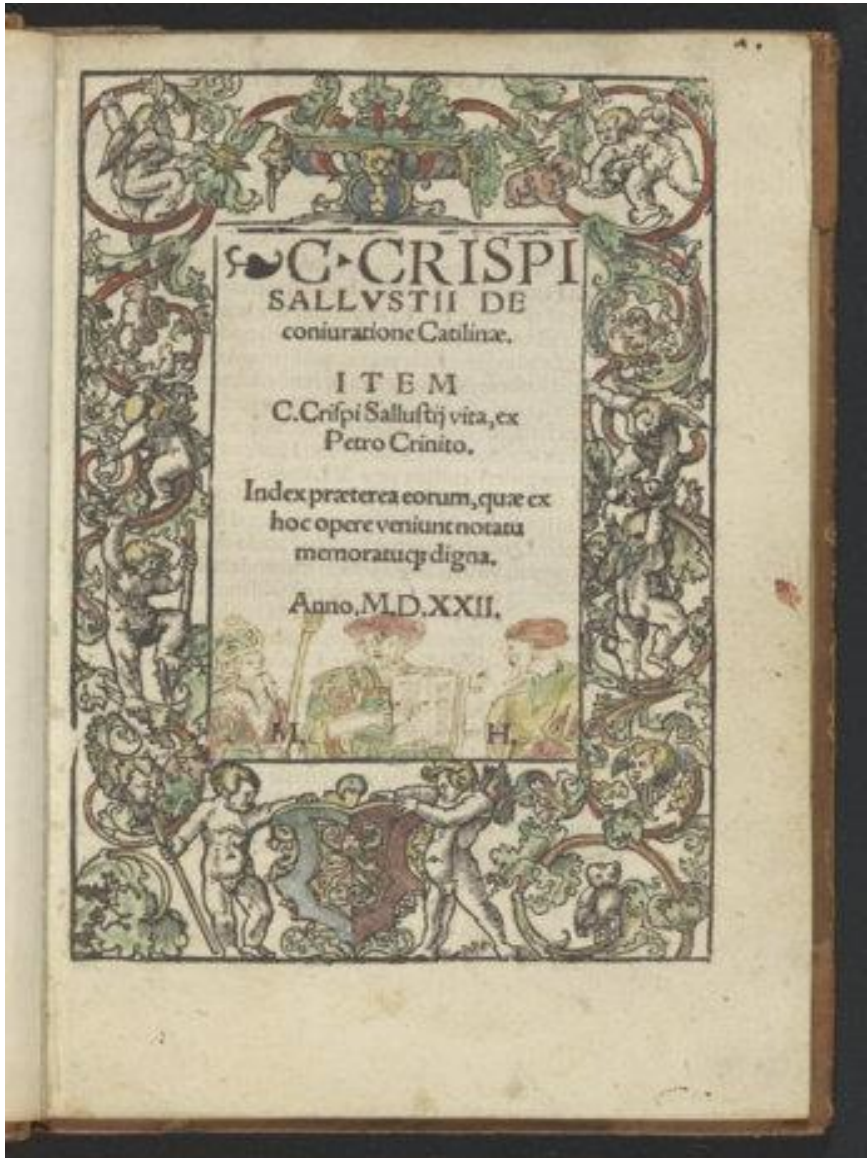 C▸CRISPI
SALLVSTII DE
coniuratione Catilinæ.
ITEM
C.Criſpi Salluſtij vita, ex
Petro Crinito.
Index præterea eorum, quæ ex
hoc opere veniunt notatu
memoratuqꝫ digna.
Anno. M.D.XXII.
M. H.